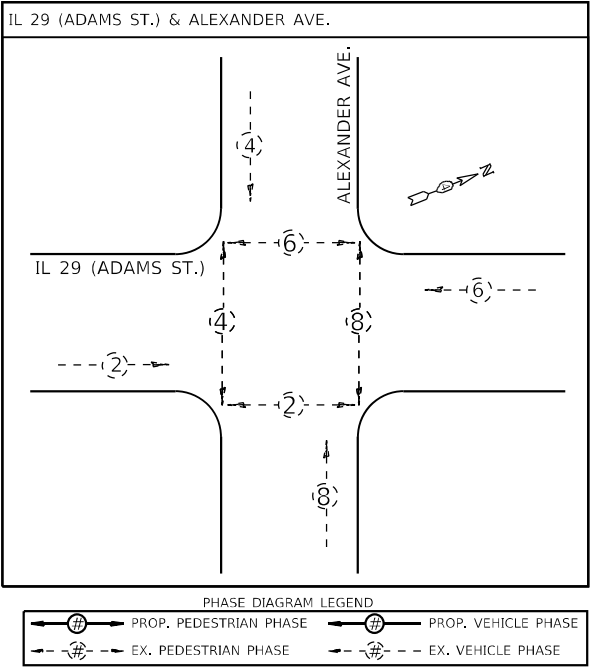 IL 29 (ADAMS ST.) & ALEXANDER AVE.
ALEXANDER AVE.
4
N
6
IL 29 (ADAMS ST.)
6
4
8
2
2
8
PHASE DIAGRAM LEGEND
# PROP. PEDESTRIAN PHASE
# PROP. VEHICLE PHASE
# EX. PEDESTRIAN PHASE
# EX. VEHICLE PHASE